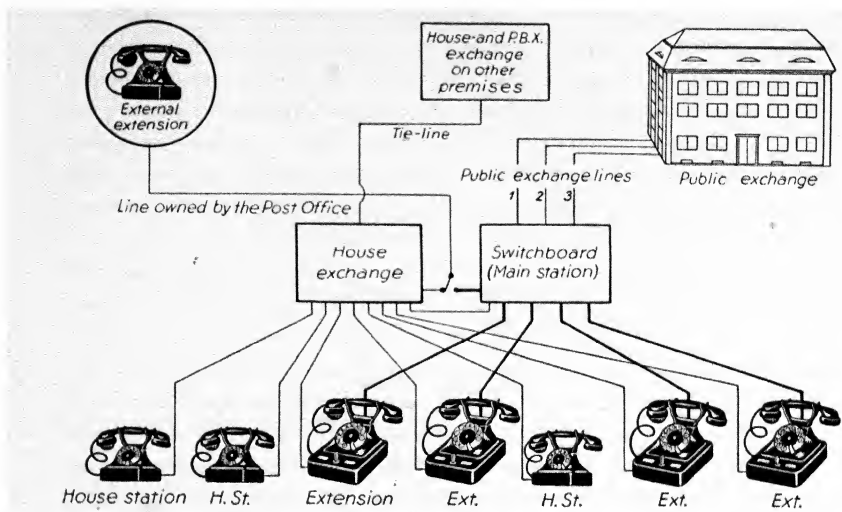 External
extension
House-and P.B.X.
exchange
on other
premises
Tie-line
Public exchange lines
1 2 3
Public exchange
Line owned by the Post Office
House
exchange
Switchboard
(Main station)
House station
H. St.
Extension
Ext.
H. St.
Ext.
Ext.